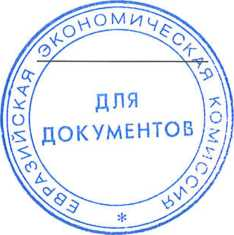 ЕВРАЗИЙСКАЯ ЭКОНОМИЧЕСКАЯ КОМИССИЯ
*
ДЛЯ
ДОКУМЕНТОВ